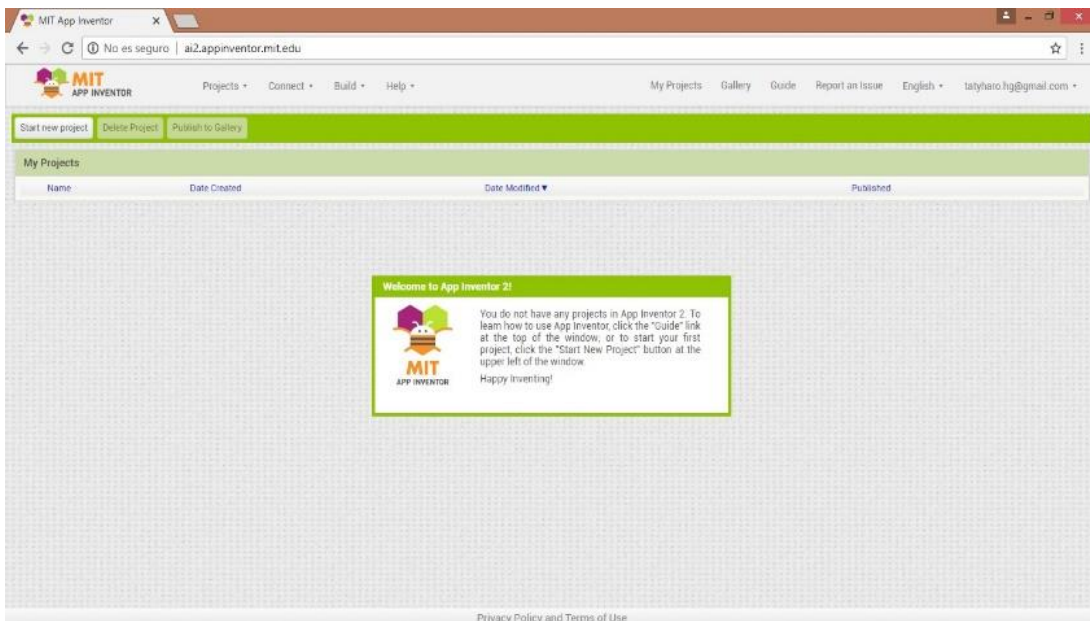 MIT App Inventor
No es seguro | ai2.appinventor.mit.edu
MIT
APP INVENTOR
Projects Connect Build Help My Projects Gallery Guide Report an Issue English tatyharo.hg@gmail.com
Start new project Delete Project Publish to Gallery
My Projects
Name Date Created Date Modified ▼ Published
Welcome to App Inventor 2!
You do not have any projects in App Inventor 2. To
learn how to use App Inventor, click the "Guide" link
at the top of the window; or to start your first
project, click the "Start New Project" button at the
upper left of the window.
Happy Inventing!
MIT
APP INVENTOR
Privacy Policy and Terms of Use